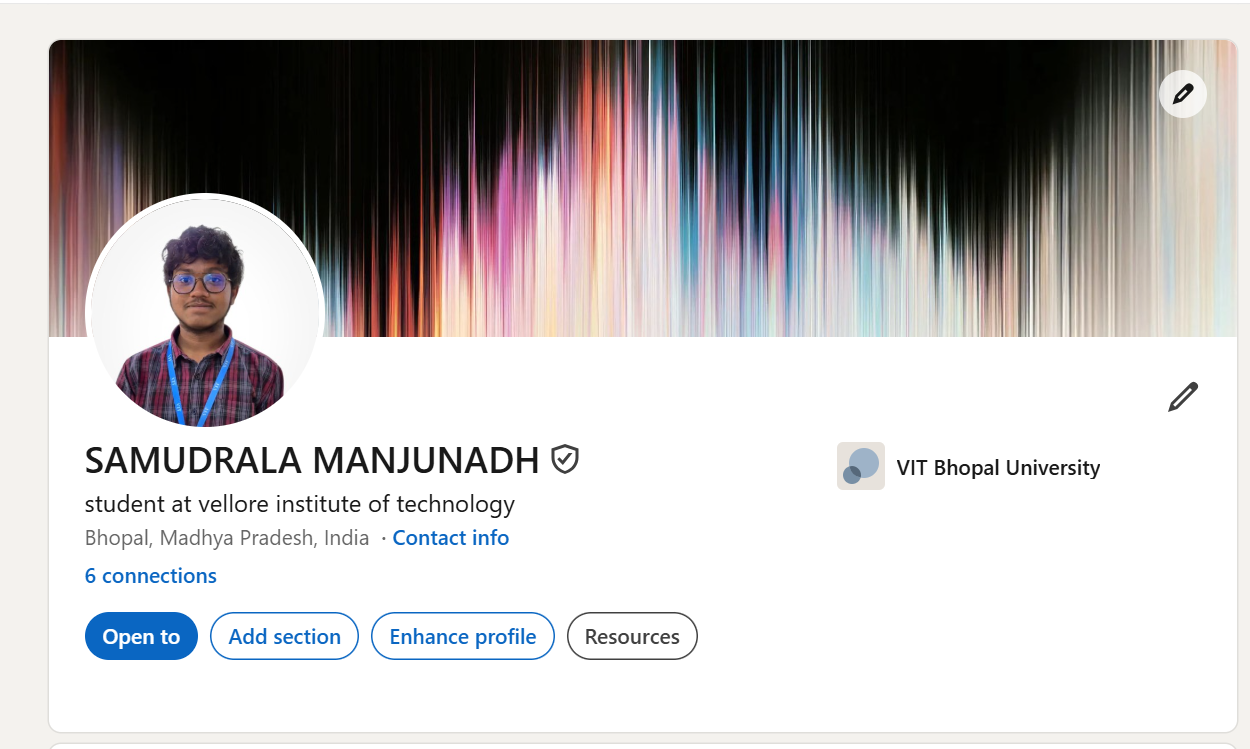 SAMUDRALA MANJUNADH
VIT Bhopal University
student at vellore institute of technology
Bhopal, Madhya Pradesh, India · Contact info
6 connections
Open to
Add section
Enhance profile
Resources